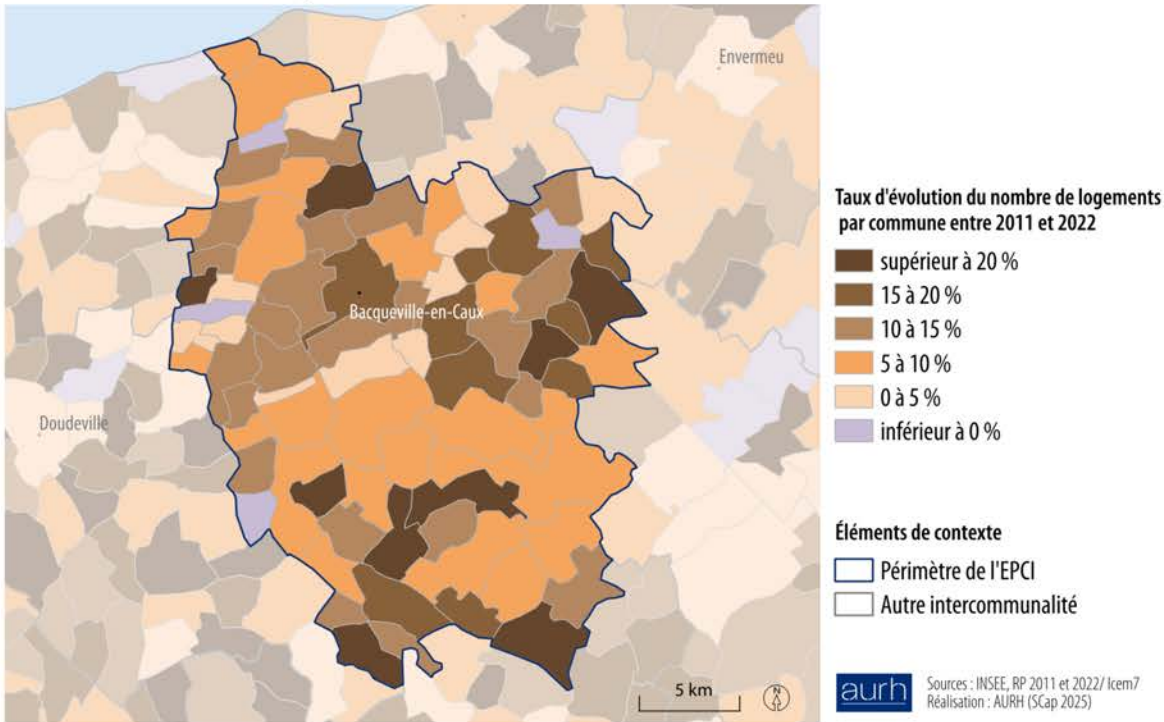 Envermeu
Bacqueville-en-Caux
Doudeville
5 km
N
Taux d'évolution du nombre de logements
par commune entre 2011 et 2022
supérieur à 20 %
15 à 20 %
10 à 15 %
5 à 10 %
0 à 5 %
inférieur à 0 %
Éléments de contexte
Périmètre de l'EPCI
Autre intercommunalité
aurh
Sources : INSEE, RP 2011 et 2022/ Icem7
Réalisation : AURH (SCap 2025)